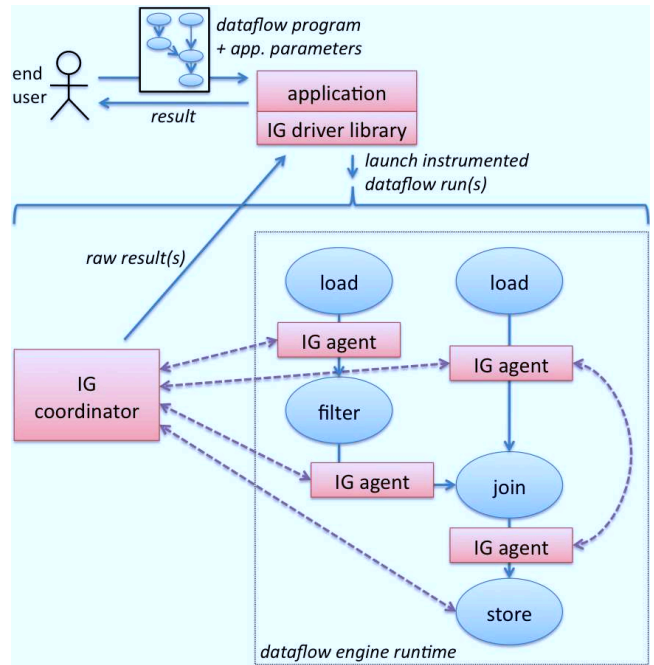 dataflow program
+ app. parameters
end
user
application
result
IG driver library
launch instrumented
dataflow run(s)
raw result(s)
load
load
IG agent
IG agent
IG
coordinator
filter
IG agent
join
IG agent
store
dataflow engine runtime